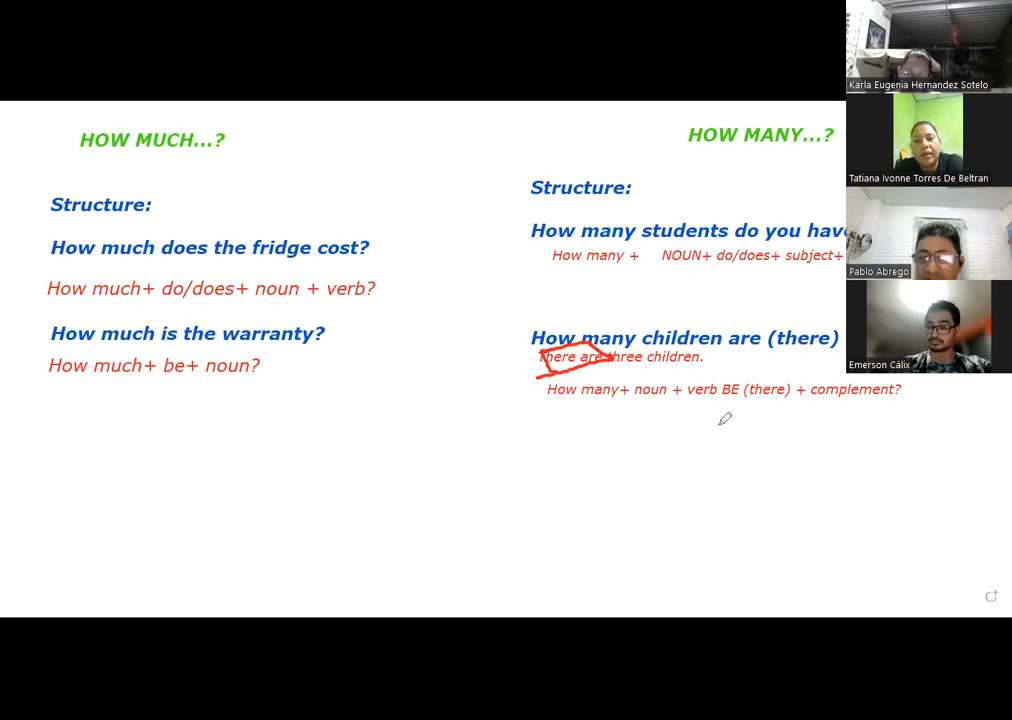 HOW MUCH...?
Structure:
How much does the fridge cost?
How much+ do/does+ noun + verb?
How much is the warranty?
How much+ be+ noun?
HOW MANY...?
Structure:
How many students do you have
How many + NOUN+ do/does+ subject+
How many children are (there)
There are three children.
How many+ noun + verb BE (there) + complement?
Karla Eugenia Hernandez Sotelo
Tatiana Ivonne Torres De Beltran
Pablo Abrego
Emerson Cálix